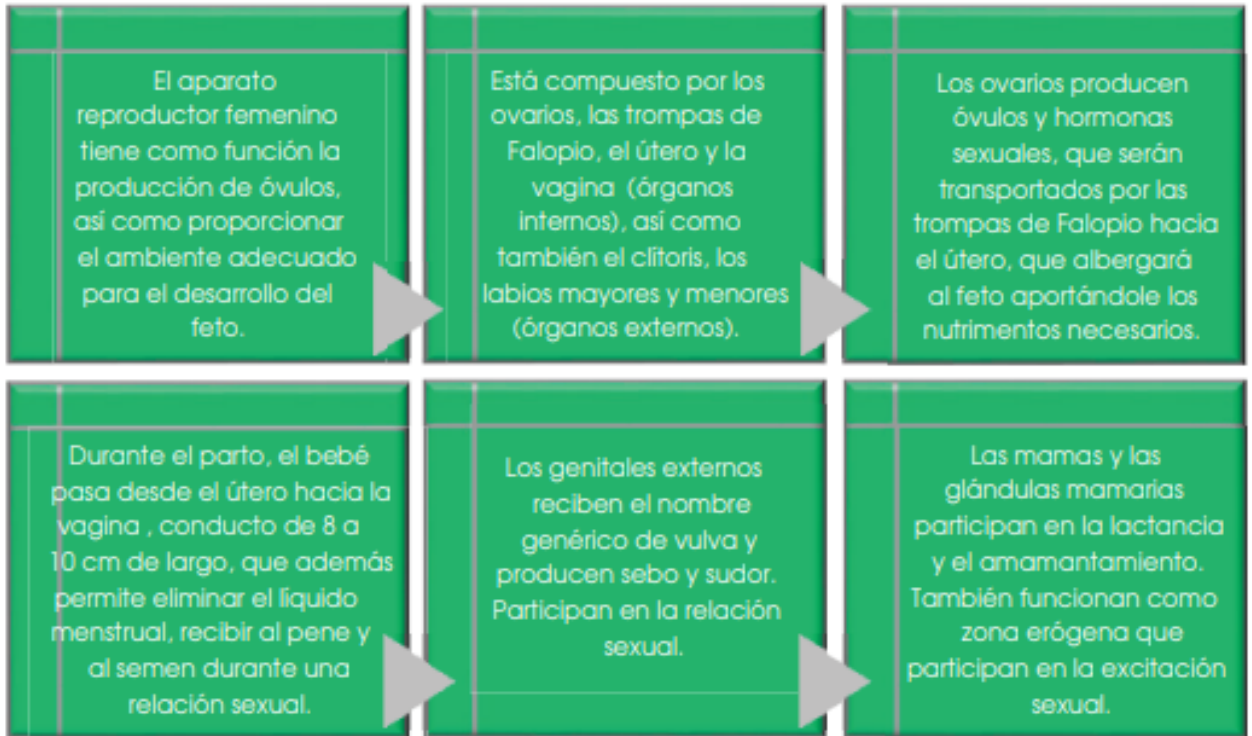 El aparato
reproductor femenino
tiene como función la
producción de óvulos,
así como proporcionar
el ambiente adecuado
para el desarrollo del
feto.
Está compuesto por los
ovarios, las trompas de
Falopio, el útero y la
vagina (órganos
internos), así como
también el clítoris, los
labios mayores y menores
(órganos externos).
Los ovarios producen
óvulos y hormonas
sexuales, que serán
transportados por las
trompas de Falopio hacia
el útero, que albergará
al feto aportándole los
nutrimentos necesarios.
Durante el parto, el bebé
pasa desde el útero hacia la
vagina , conducto de 8 a
10 cm de largo, que además
permite eliminar el líquido
menstrual, recibir al pene y
al semen durante una
relación sexual.
Los genitales externos
reciben el nombre
genérico de vulva y
producen sebo y sudor.
Participan en la relación
sexual.
Las mamas y las
glándulas mamarias
participan en la lactancia
y el amamantamiento.
También funcionan como
zona erógena que
participan en la excitación
sexual.